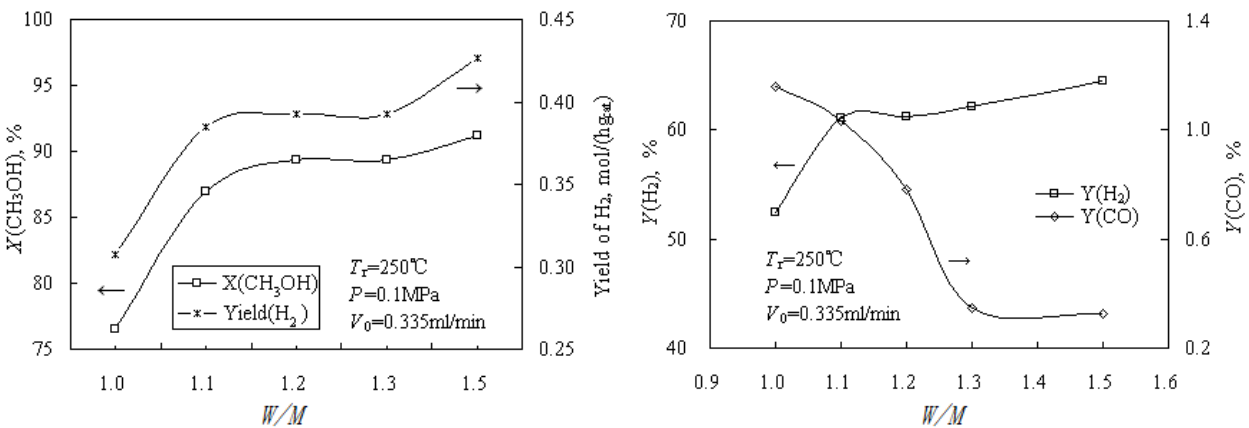 100
95
90
85
80
75
X(CH₃OH), %
0.45
0.40
0.35
0.30
0.25
Yield of H₂, mol/(hg_cat)
X(CH₃OH)
Yield(H₂)
Tᵣ=250℃
P=0.1MPa
V₀=0.335ml/min
1.0 1.1 1.2 1.3 1.5
W/M
70
60
50
40
Y(H₂), %
1.4
1.0
0.6
0.2
Y(CO), %
Y(H₂)
Y(CO)
Tᵣ=250℃
P=0.1MPa
V₀=0.335ml/min
0.9 1.0 1.1 1.2 1.3 1.4 1.5 1.6
W/M